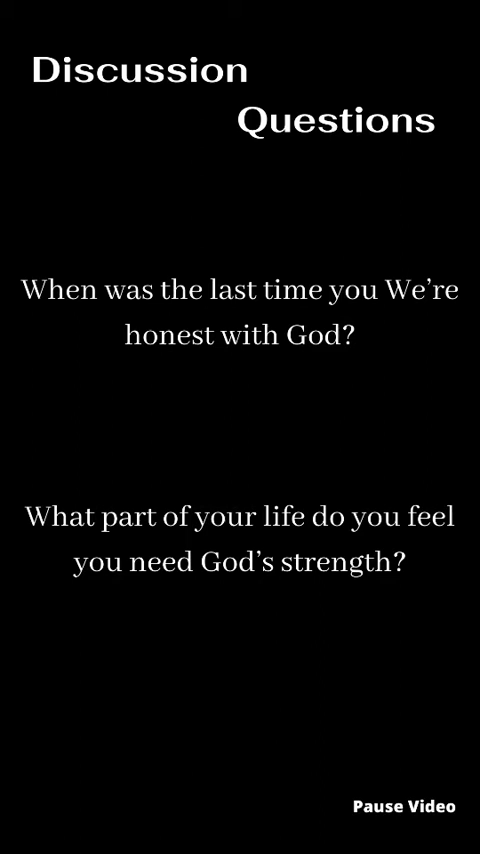 Discussion
Questions
When was the last time you We’re
honest with God?
What part of your life do you feel
you need God’s strength?
Pause Video